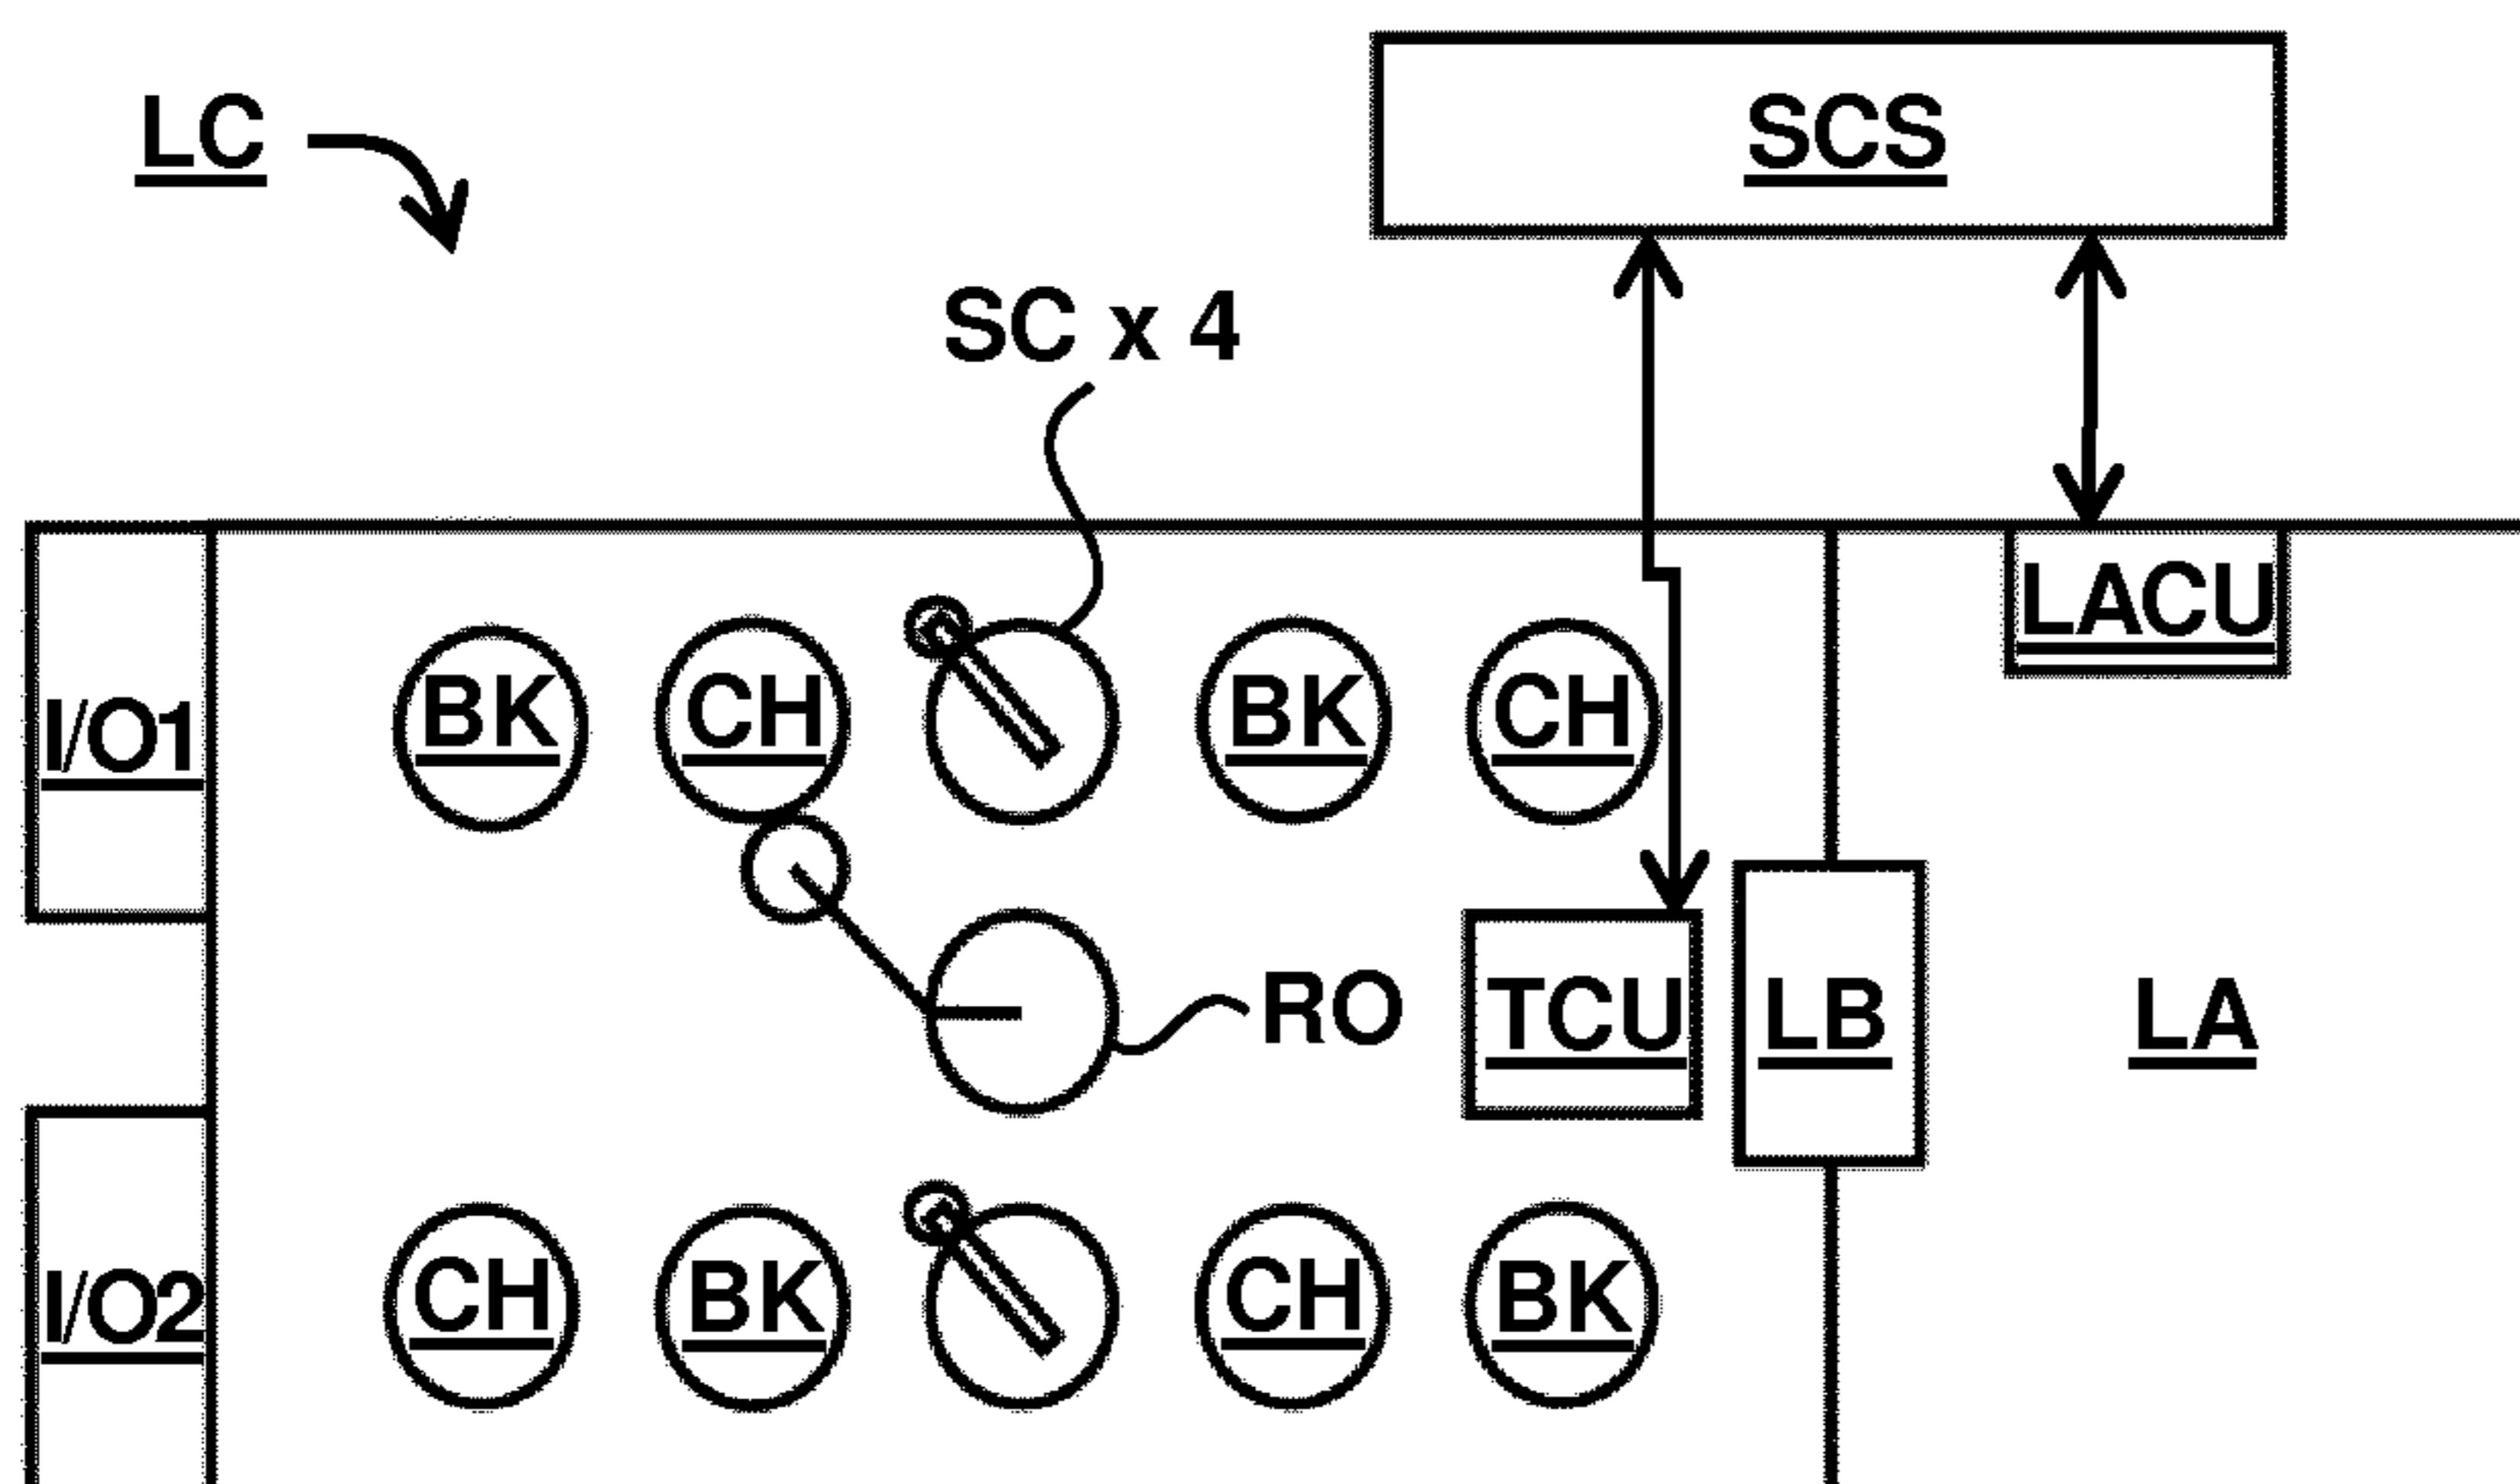 LC
SCS
SC x 4
LACU
I/O1
BK CH BK CH
RO
TCU
LB
LA
I/O2
CH BK CH BK